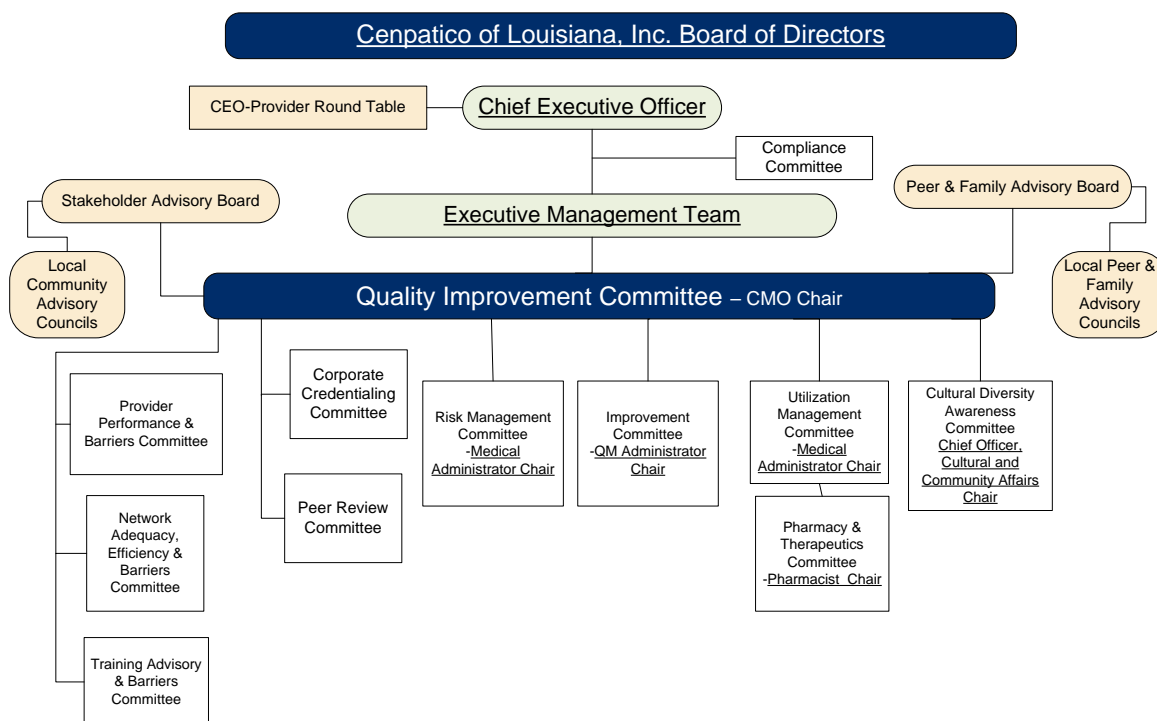 Cenpatico of Louisiana, Inc. Board of Directors
CEO-Provider Round Table
Chief Executive Officer
Compliance
Committee
Stakeholder Advisory Board
Peer & Family Advisory Board
Executive Management Team
Local
Community
Advisory
Councils
Local Peer &
Family
Advisory
Councils
Quality Improvement Committee – CMO Chair
Provider
Performance &
Barriers Committee
Corporate
Credentialing
Committee
Risk Management
Committee
-Medical
Administrator Chair
Improvement
Committee
-QM Administrator
Chair
Utilization
Management
Committee
-Medical
Administrator Chair
Cultural Diversity
Awareness
Committee
Chief Officer,
Cultural and
Community Affairs
Chair
Network
Adequacy,
Efficiency &
Barriers
Committee
Peer Review
Committee
Pharmacy &
Therapeutics
Committee
-Pharmacist Chair
Training Advisory
& Barriers
Committee